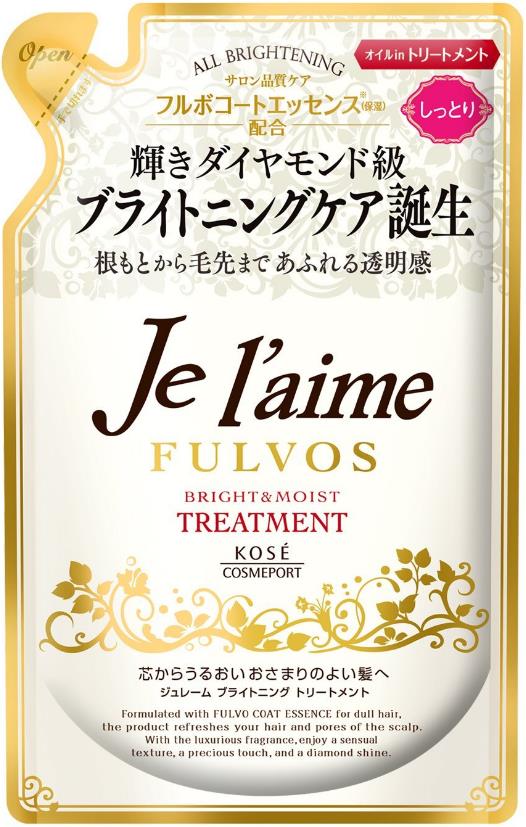 Open
手で切れます
ALL BRIGHTENING
オイルinトリートメント
サロン品質ケア
フルボコートエッセンス※(保湿)
配合
しっとり
輝きダイヤモンド級
ブライトニングケア誕生
根もとから毛先まであふれる透明感
Je l'aime
FULVOS
BRIGHT&MOIST
TREATMENT
KOSÉ
COSMEPORT
芯からうるおいおさまりのよい髪へ
ジュレーム ブライトニング トリートメント
Formulated with FULVO COAT ESSENCE for dull hair,
the product refreshes your hair and pores of the scalp.
With the luxurious fragrance, enjoy a sensual
texture, a precious touch, and a diamond shine.